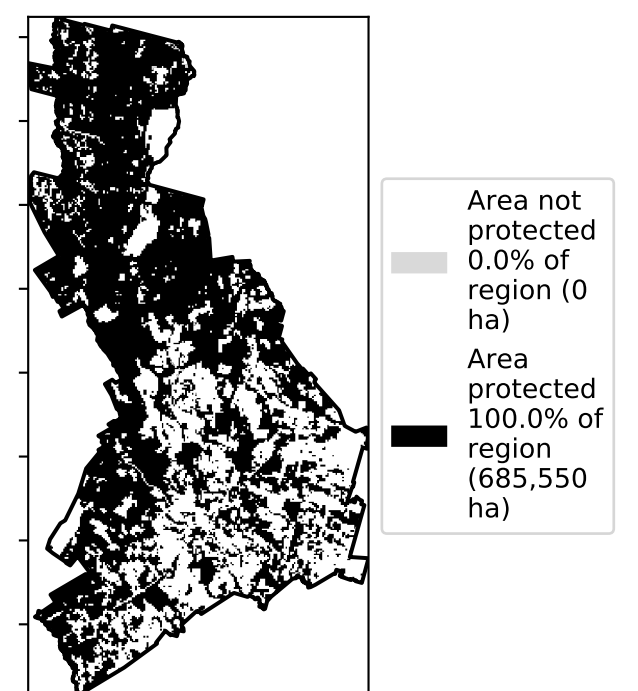 Area not
protected
0.0% of
region (0
ha)
Area
protected
100.0% of
region
(685,550
ha)